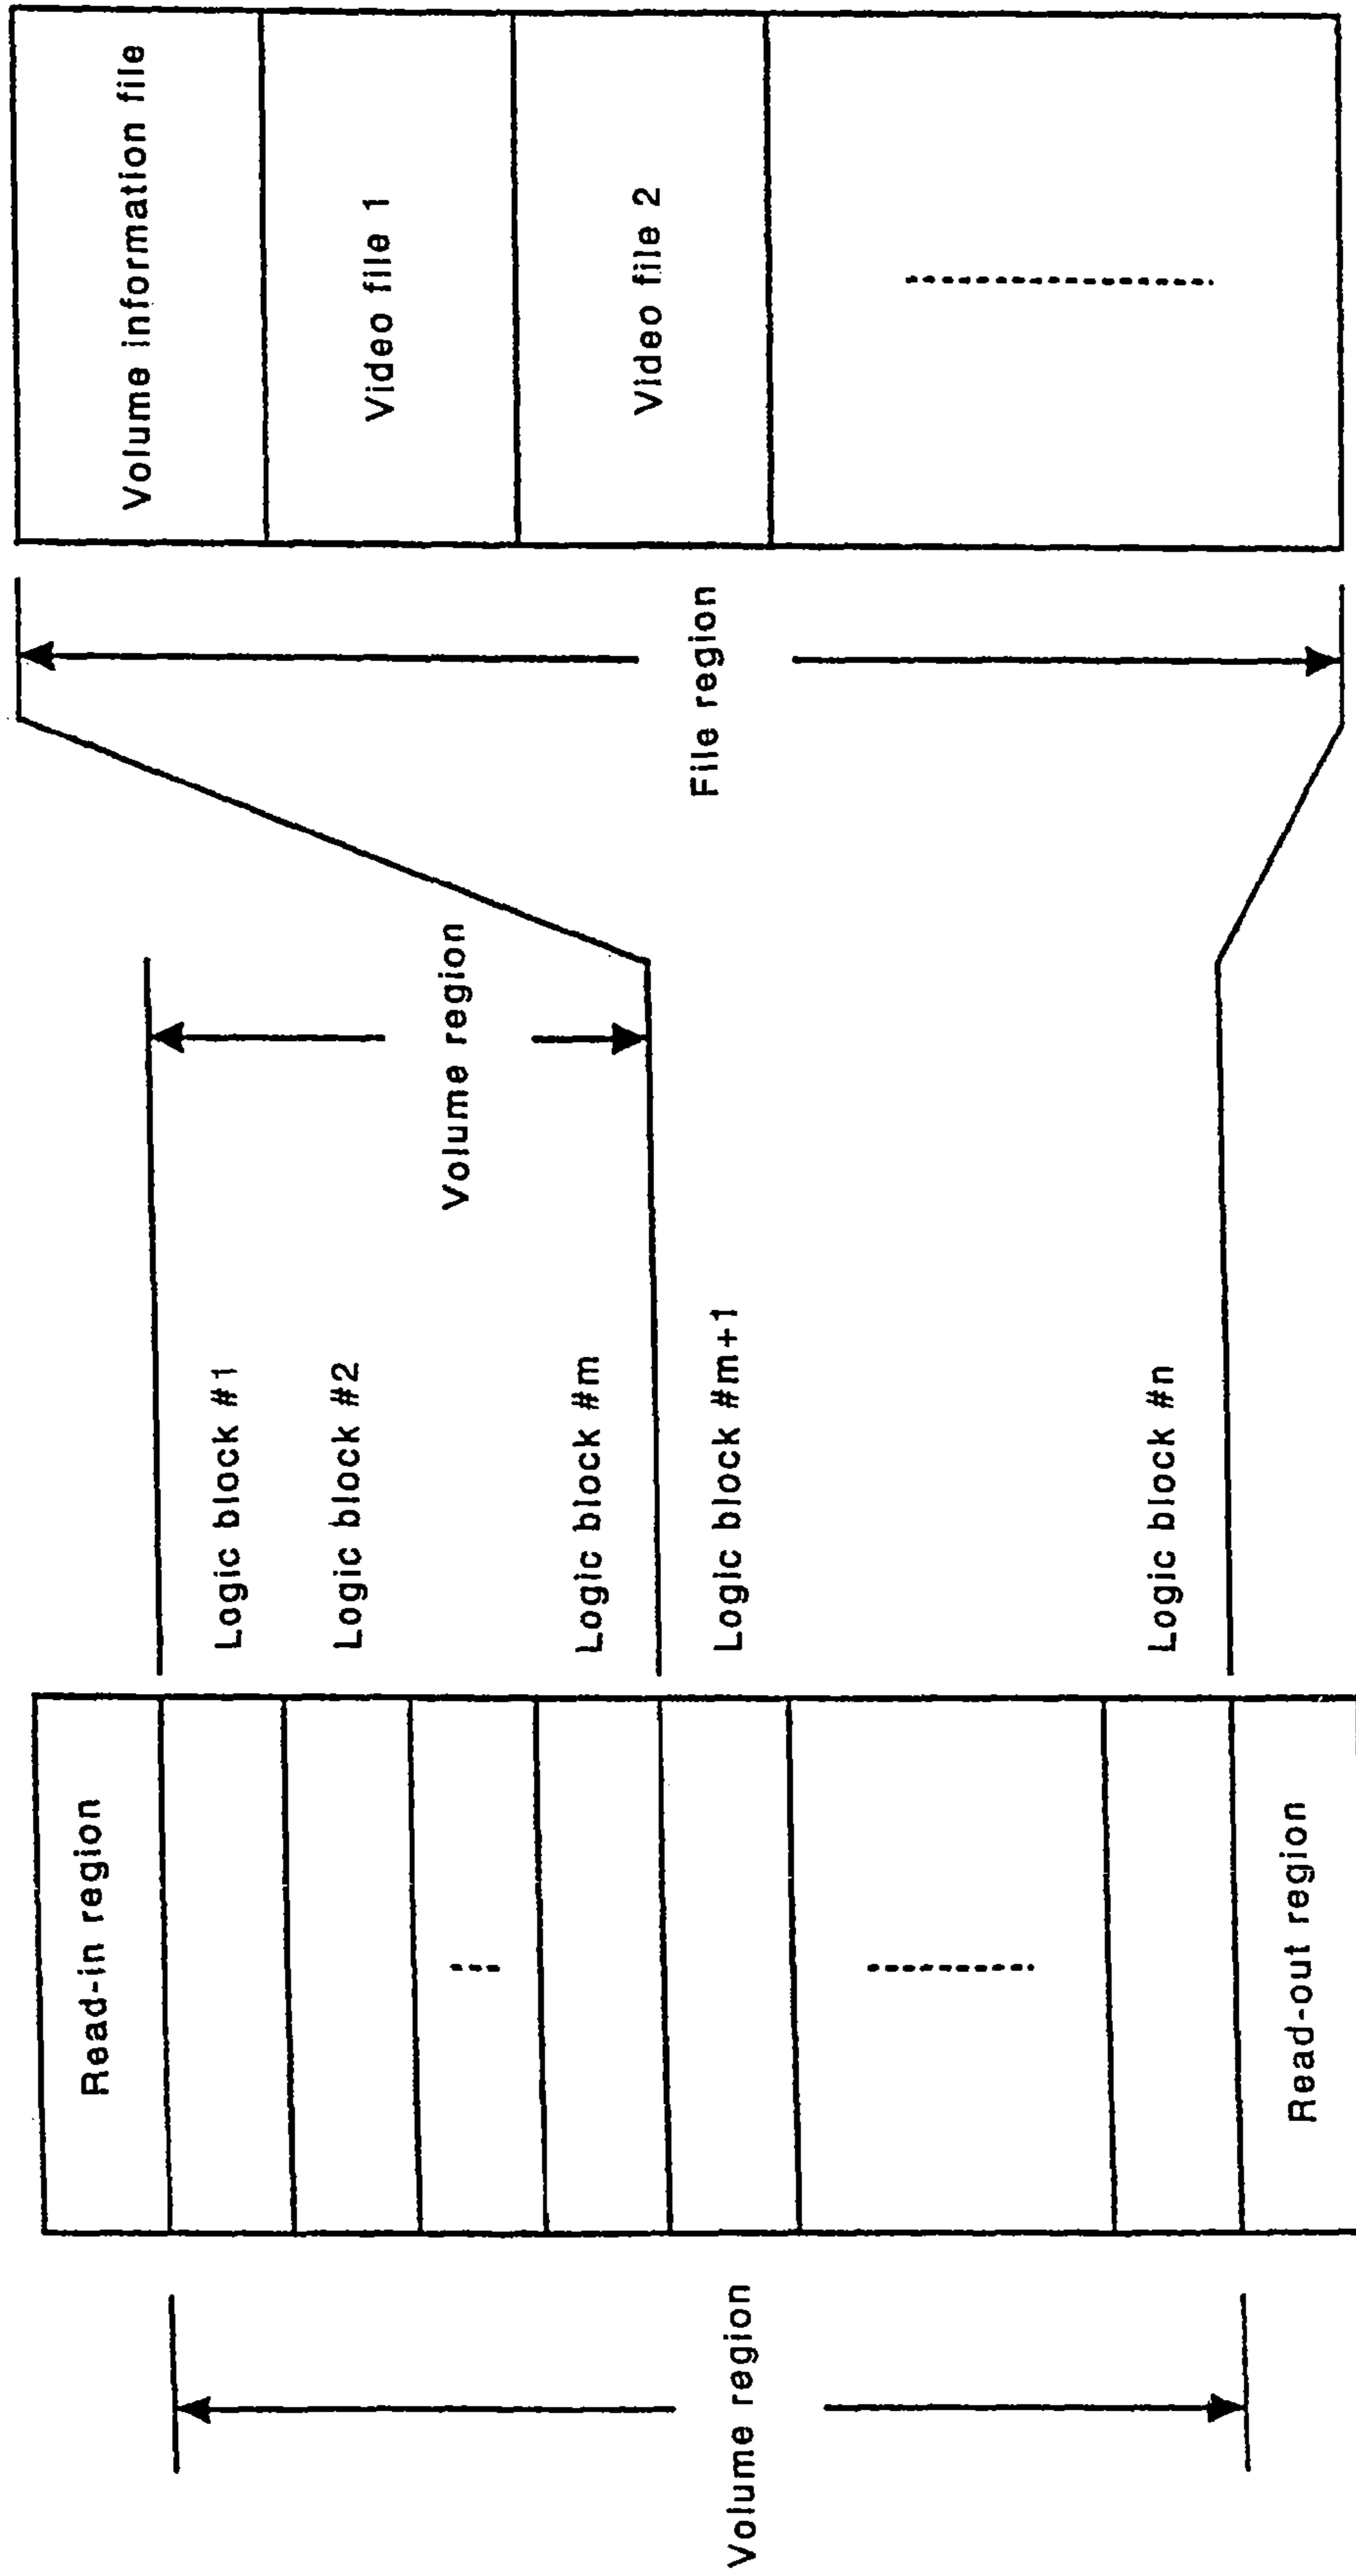 Volume region
Read-in region
Read-out region
Logic block #1
Logic block #2
Logic block #m
Logic block #m+1
Logic block #n
Volume region
File region
Volume information file
Video file 1
Video file 2